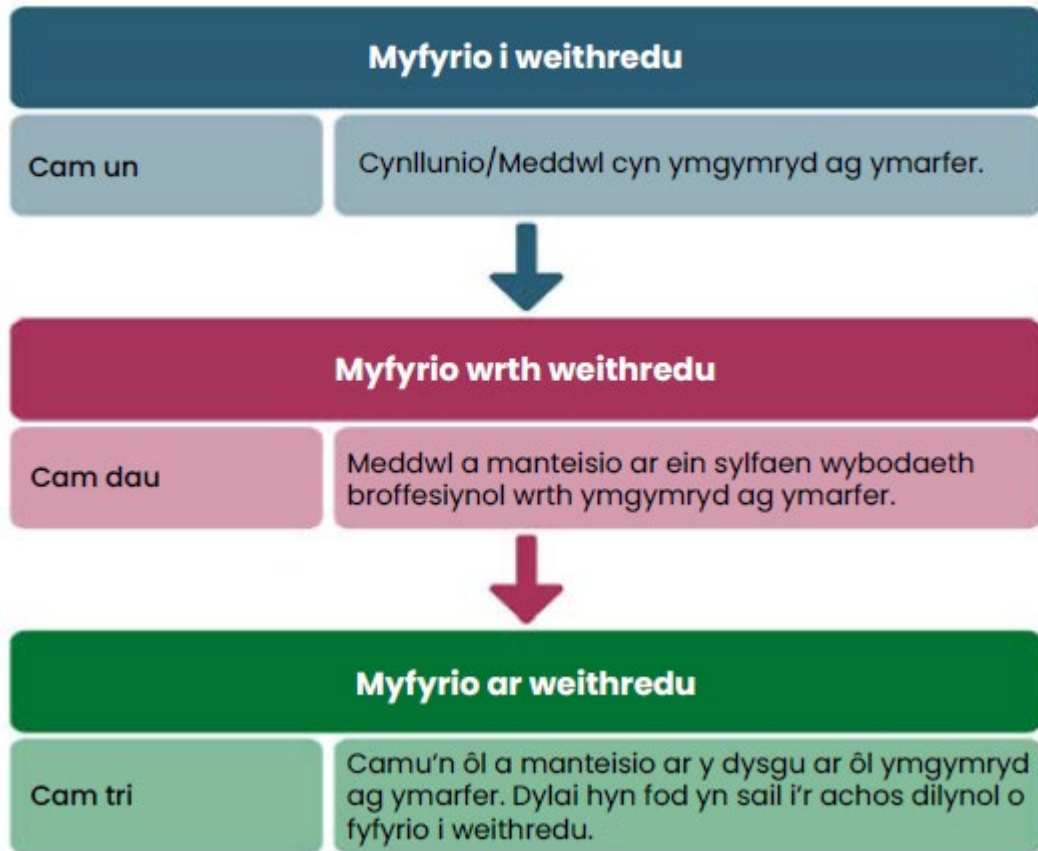 Myfyrio i weithredu
Cam un
Cynllunio/Meddwl cyn ymgymryd ag ymarfer.
Myfyrio wrth weithredu
Cam dau
Meddwl a manteisio ar ein sylfaen wybodaeth
broffesiynol wrth ymgymryd ag ymarfer.
Myfyrio ar weithredu
Cam tri
Camu'n ôl a manteisio ar y dysgu ar ôl ymgymryd
ag ymarfer. Dylai hyn fod yn sail i'r achos dilynol o
fyfyrio i weithredu.